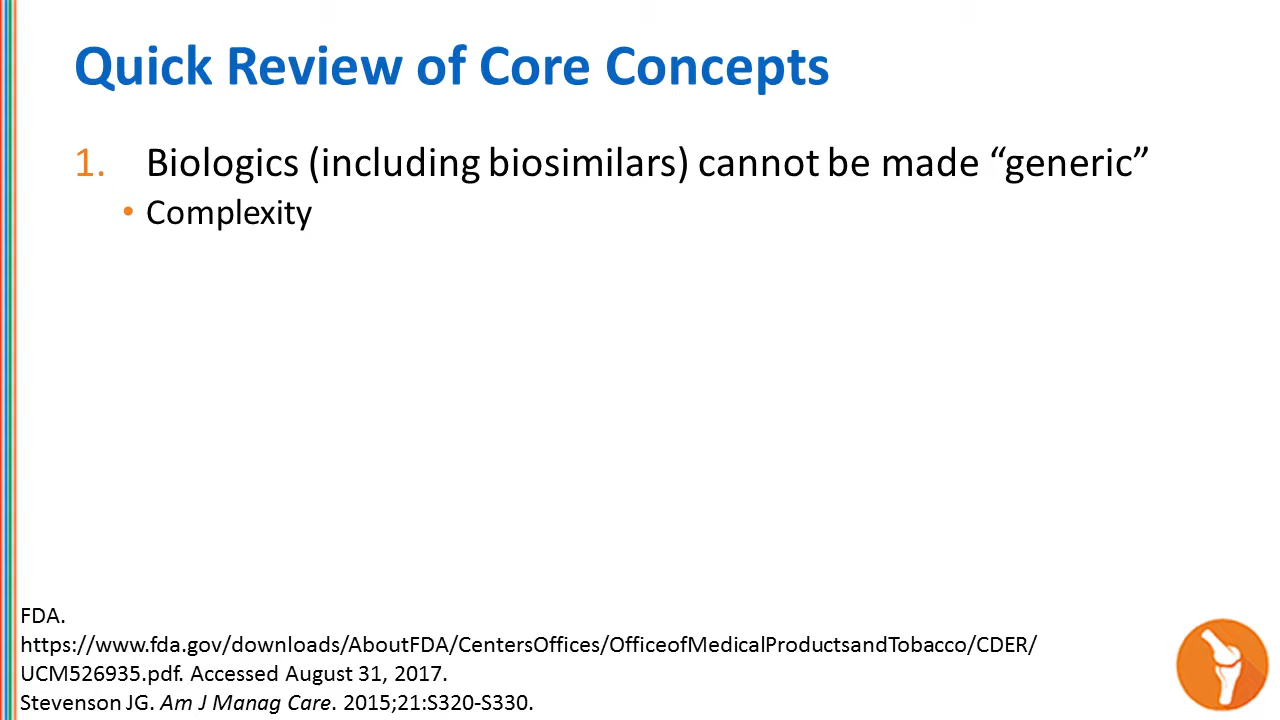 Quick Review of Core Concepts
1. Biologics (including biosimilars) cannot be made “generic”
• Complexity
FDA.
https://www.fda.gov/downloads/AboutFDA/CentersOffices/OfficeofMedicalProductsandTobacco/CDER/
UCM526935.pdf. Accessed August 31, 2017.
Stevenson JG. Am J Manag Care. 2015;21:S320-S330.